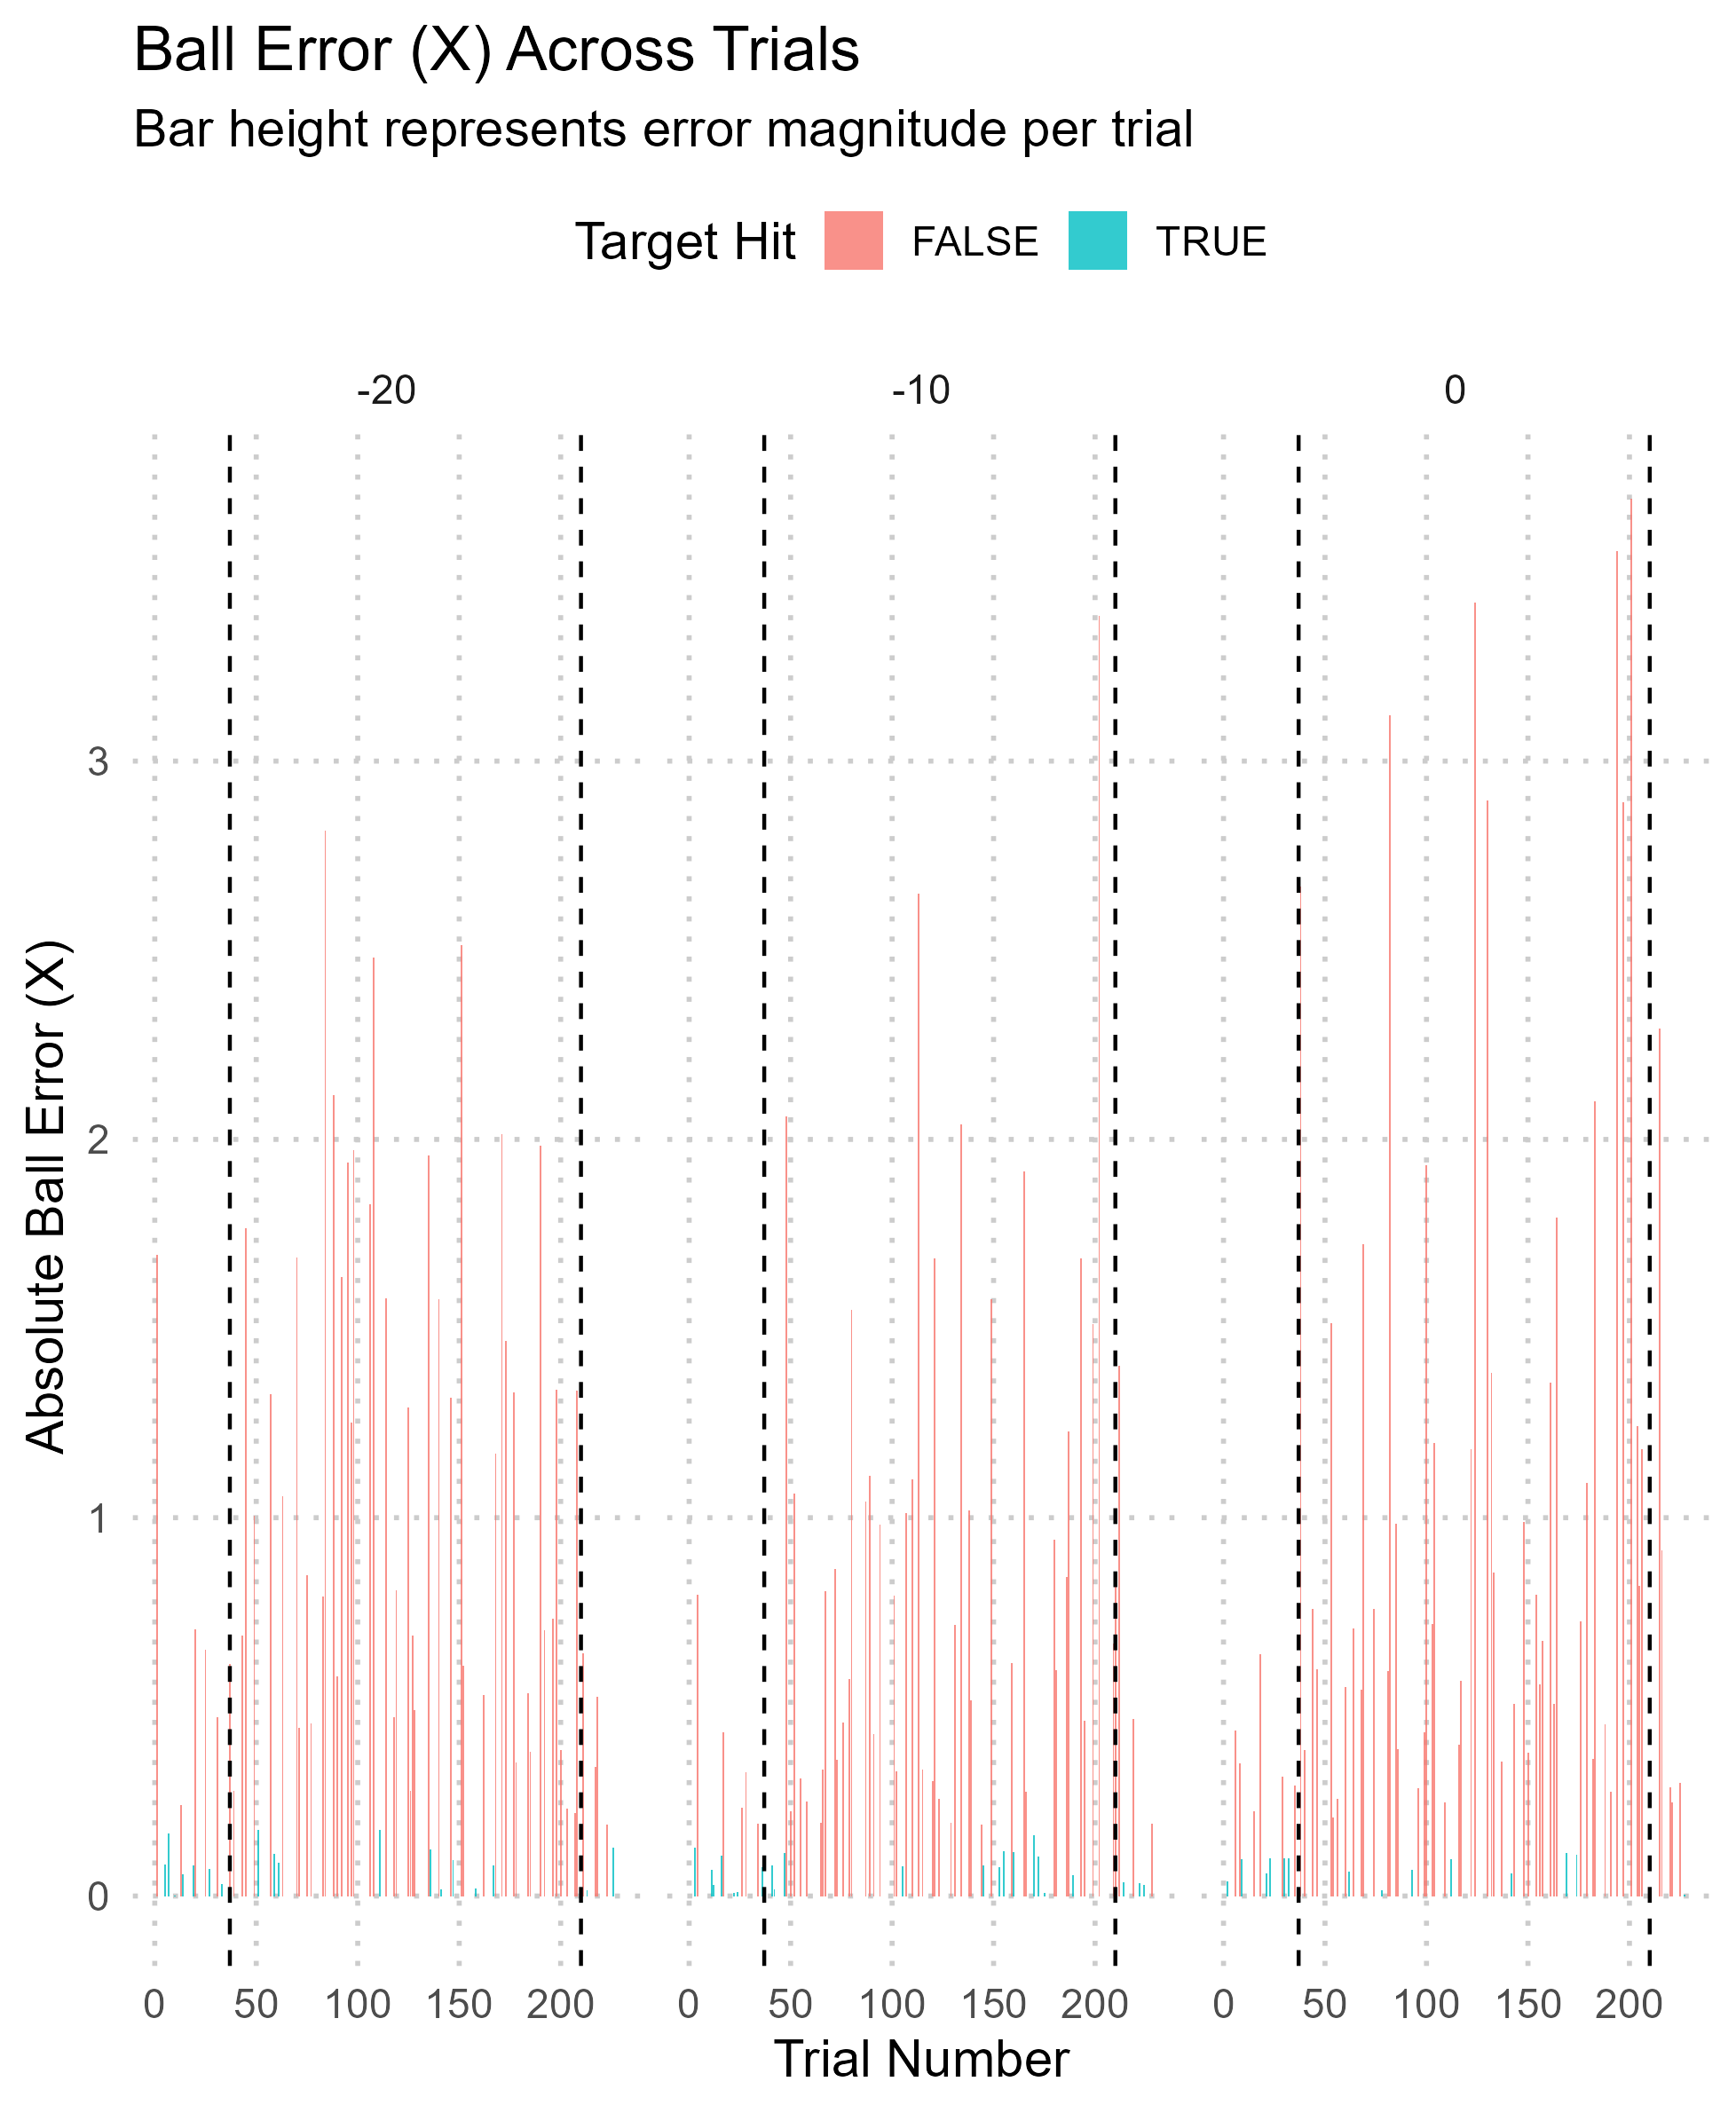 Ball Error (X) Across Trials
Bar height represents error magnitude per trial
Target Hit FALSE TRUE
-20 -10 0
3
2
1
0
Absolute Ball Error (X)
0 50 100 150 200 0 50 100 150 200 0 50 100 150 200
Trial Number